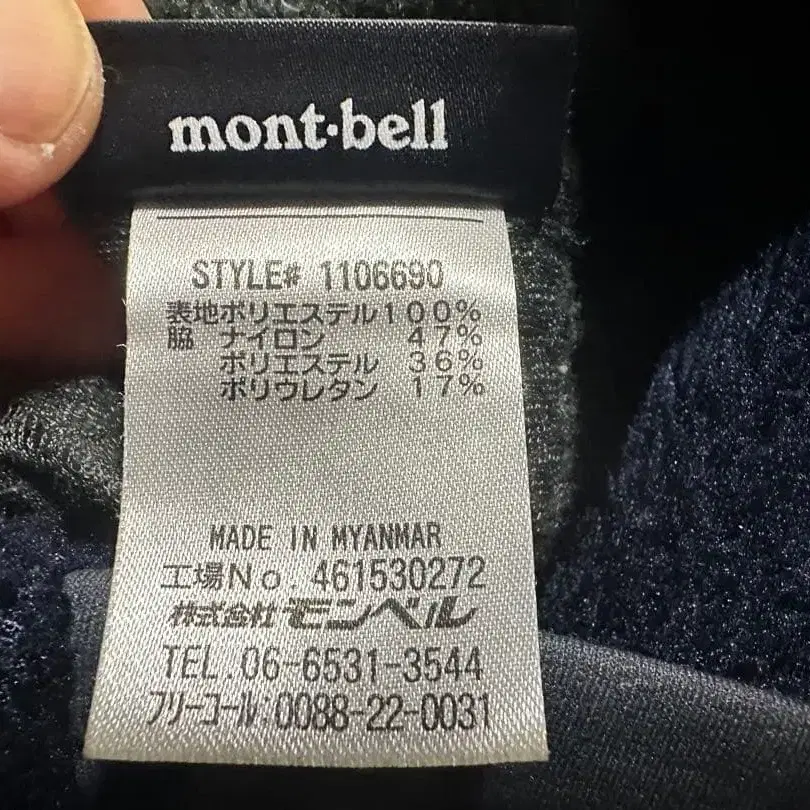 mont·bell
STYLE# 1106690
表地ポリエステル100%
脇 ナイロン 47%
ポリエステル 36%
ポリウレタン 17%
MADE IN MYANMAR
工場No. 461530272
株式会社モンベル
TEL.06-6531-3544
フリーコール:0088-22-0031